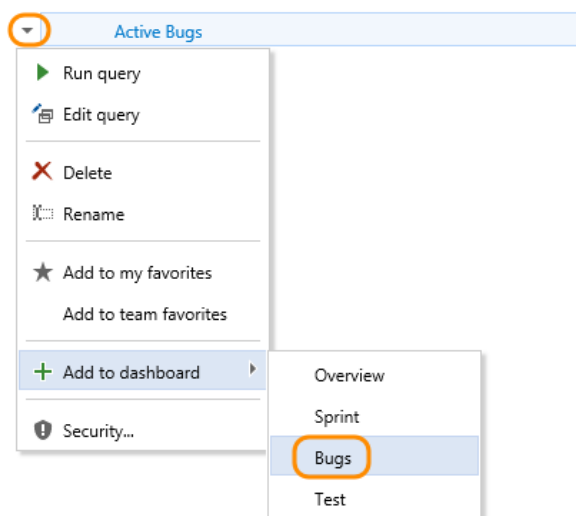 Active Bugs
Run query
Edit query
Delete
Rename
Add to my favorites
Add to team favorites
Add to dashboard
Security...
Overview
Sprint
Bugs
Test